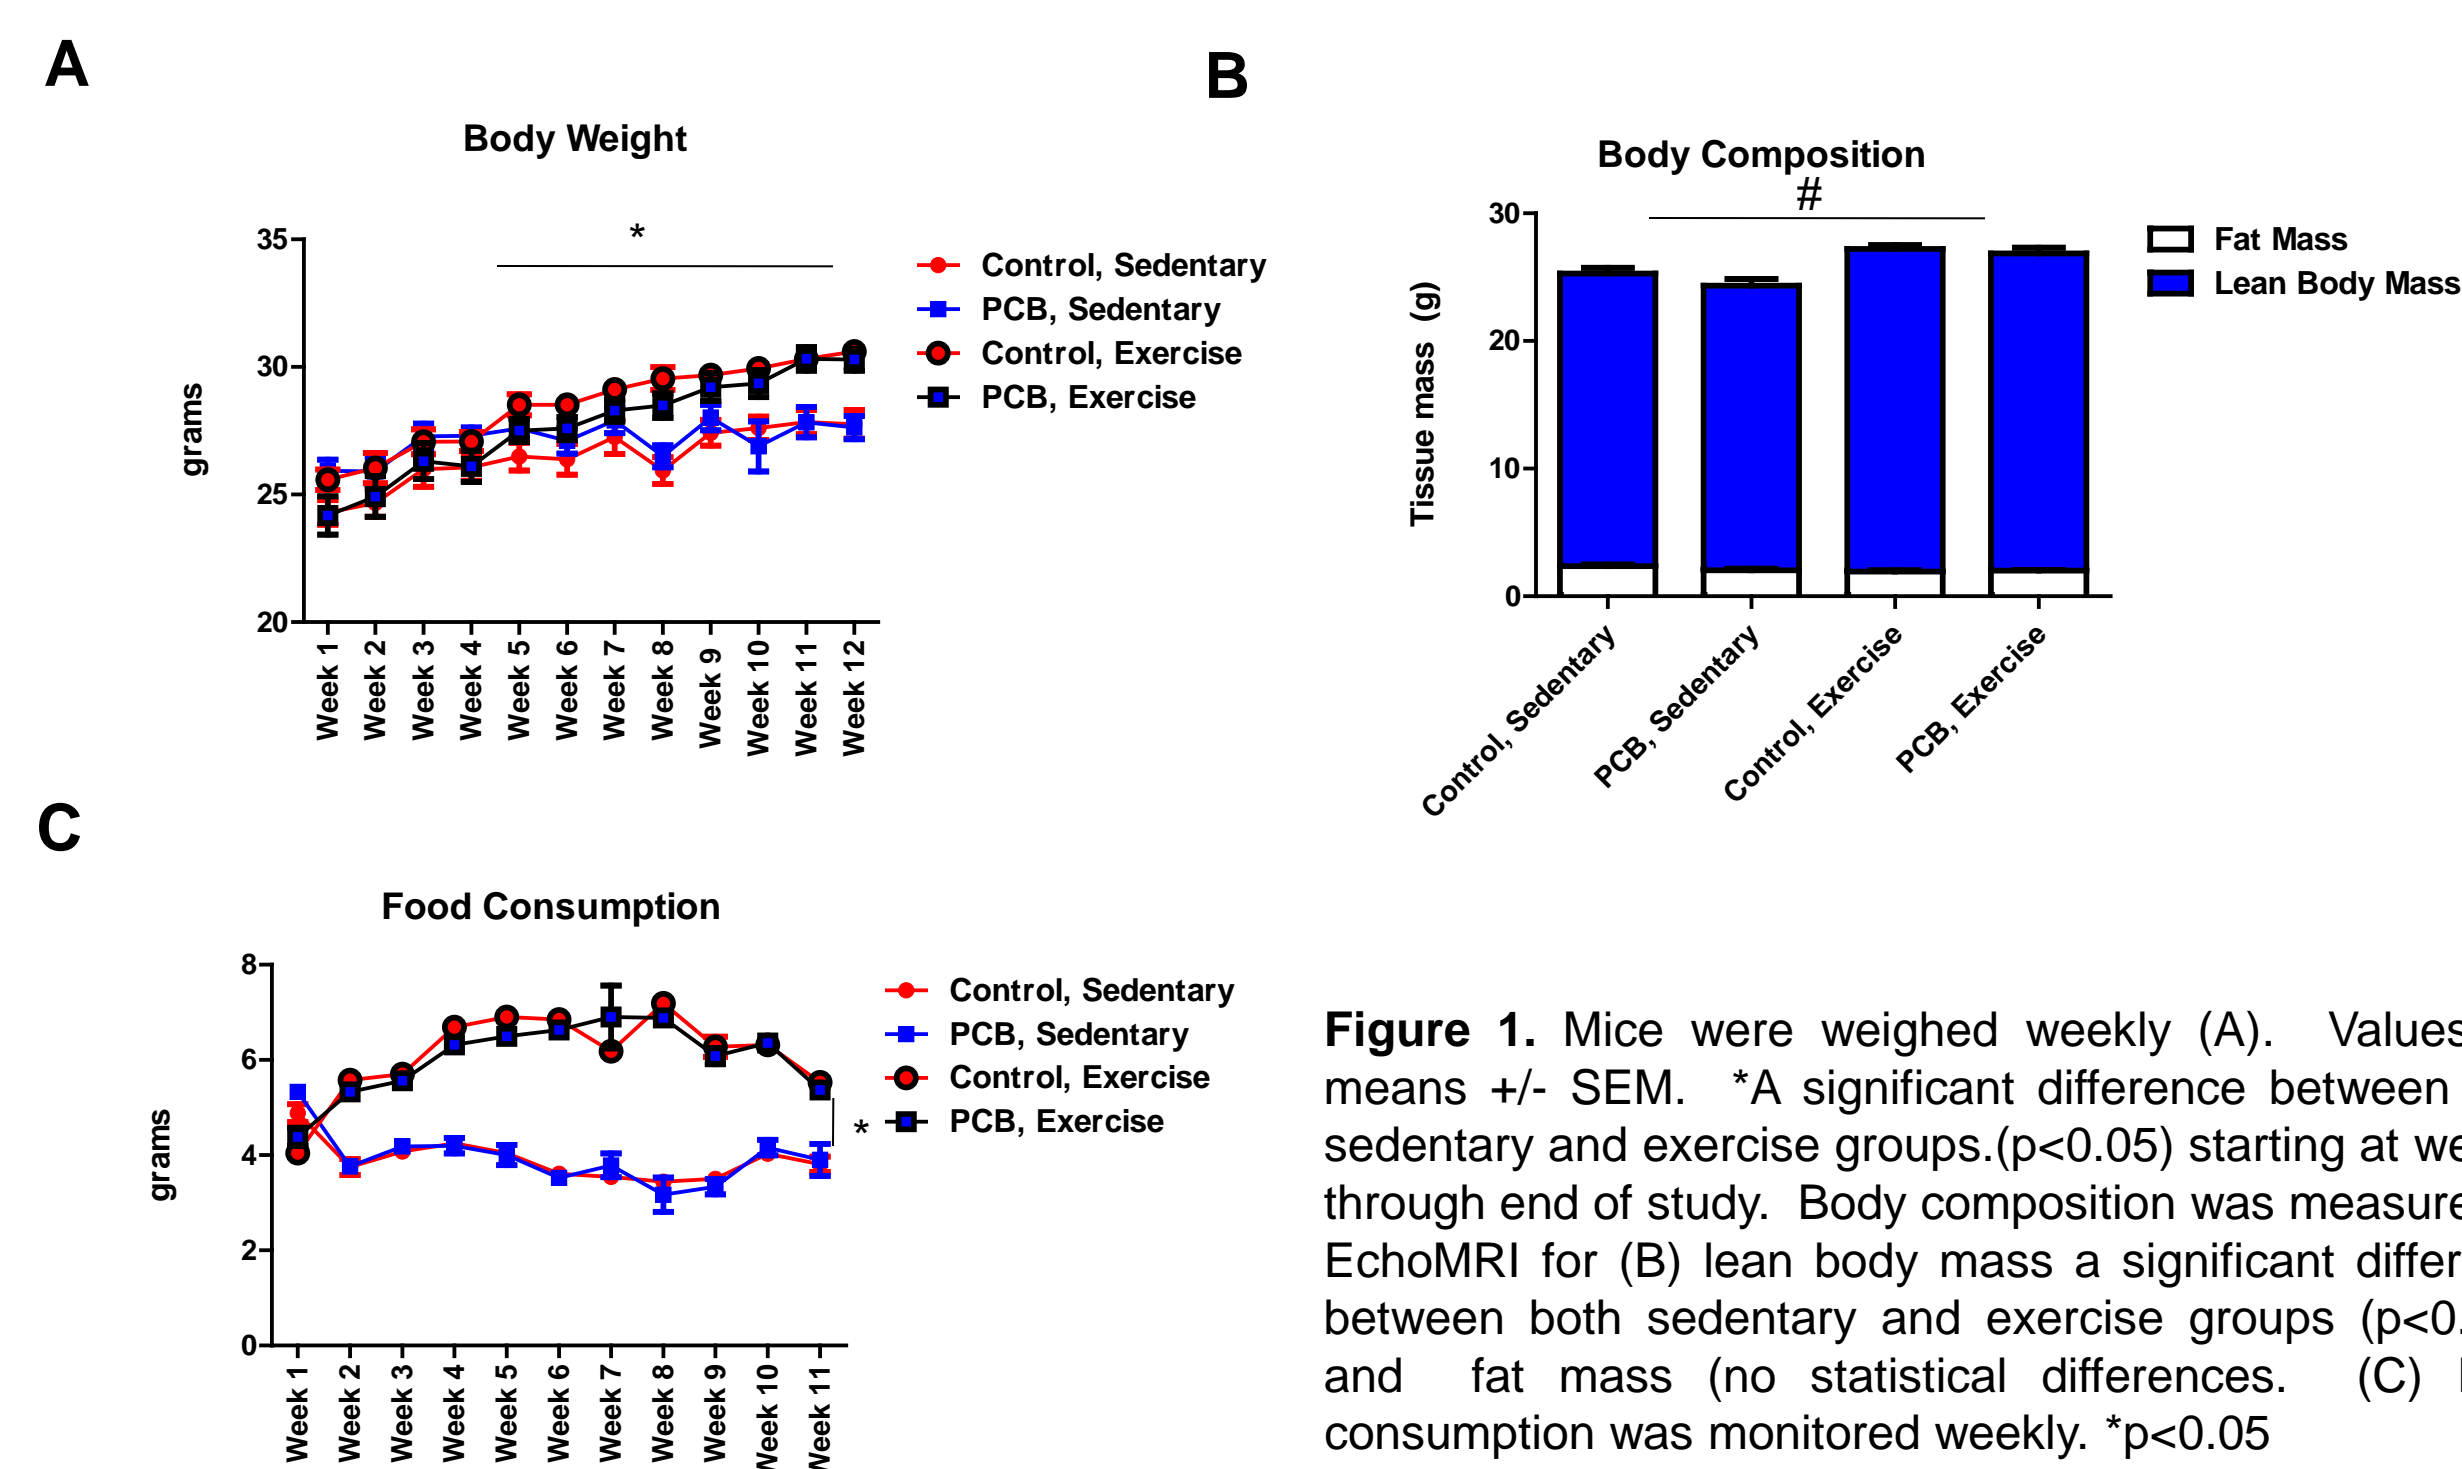 A
Body Weight
*
35
30
25
20
grams
Week 1
Week 2
Week 3
Week 4
Week 5
Week 6
Week 7
Week 8
Week 9
Week 10
Week 11
Week 12
Control, Sedentary
PCB, Sedentary
Control, Exercise
PCB, Exercise
B
Body Composition
#
30
20
10
0
Tissue mass (g)
Control, Sedentary
PCB, Sedentary
Control, Exercise
PCB, Exercise
Fat Mass
Lean Body Mass
C
Food Consumption
8
6
4
2
0
grams
Week 1
Week 2
Week 3
Week 4
Week 5
Week 6
Week 7
Week 8
Week 9
Week 10
Week 11
*
Control, Sedentary
PCB, Sedentary
Control, Exercise
PCB, Exercise
Figure 1. Mice were weighed weekly (A). Values
means +/- SEM. *A significant difference between
sedentary and exercise groups.(p<0.05) starting at
through end of study. Body composition was
EchoMRI for (B) lean body mass a significant
between both sedentary and exercise groups
and fat mass (no statistical differences. (C)
consumption was monitored weekly. *p<0.05